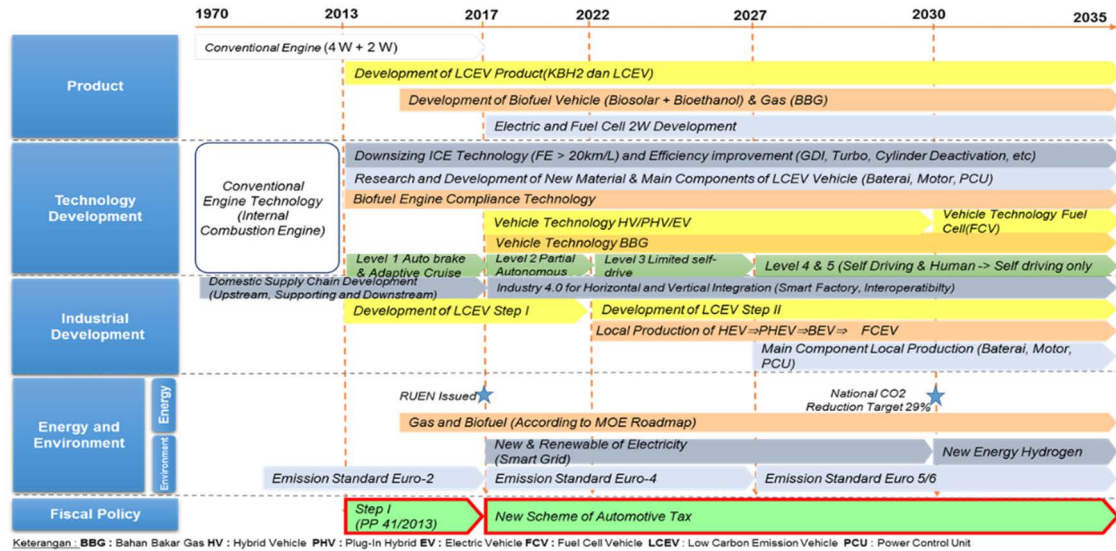 1970 2013 2017 2022 2027 2030 2035
Product
Conventional Engine (4 W + 2 W)
Development of LCEV Product(KBH2 dan LCEV)
Development of Biofuel Vehicle (Biosolar + Bioethanol) & Gas (BBG)
Electric and Fuel Cell 2W Development
Technology
Development
Conventional
Engine Technology
(Internal
Combustion Engine)
Downsizing ICE Technology (FE > 20km/L) and Efficiency improvement (GDI, Turbo, Cylinder Deactivation, etc)
Research and Development of New Material & Main Components of LCEV Vehicle (Baterai, Motor, PCU)
Biofuel Engine Compliance Technology
Vehicle Technology HV/PHV/EV
Vehicle Technology Fuel
Cell(FCV)
Vehicle Technology BBG
Level 1 Auto brake
& Adaptive Cruise
Level 2 Partial
Autonomous
Level 3 Limited self-
drive
Level 4 & 5 (Self Driving & Human -> Self driving only
Industrial
Development
Domestic Supply Chain Development
(Upstream, Supporting and Downstream)
Industry 4.0 for Horizontal and Vertical Integration (Smart Factory, Interoperatibilty)
Development of LCEV Step I
Development of LCEV Step II
Local Production of HEV⇒PHEV⇒BEV⇒ FCEV
Main Component Local Production (Baterai, Motor,
PCU)
Energy and
Environment
Energy
Environment
RUEN Issued
National CO2
Reduction Target 29%
Gas and Biofuel (According to MOE Roadmap)
New & Renewable of Electricity
(Smart Grid)
New Energy Hydrogen
Emission Standard Euro-2
Emission Standard Euro-4
Emission Standard Euro 5/6
Fiscal Policy
Step I
(PP 41/2013)
New Scheme of Automotive Tax
Keterangan : BBG : Bahan Bakar Gas HV : Hybrid Vehicle PHV : Plug-In Hybrid EV : Electric Vehicle FCV : Fuel Cell Vehicle LCEV : Low Carbon Emission Vehicle PCU : Power Control Unit